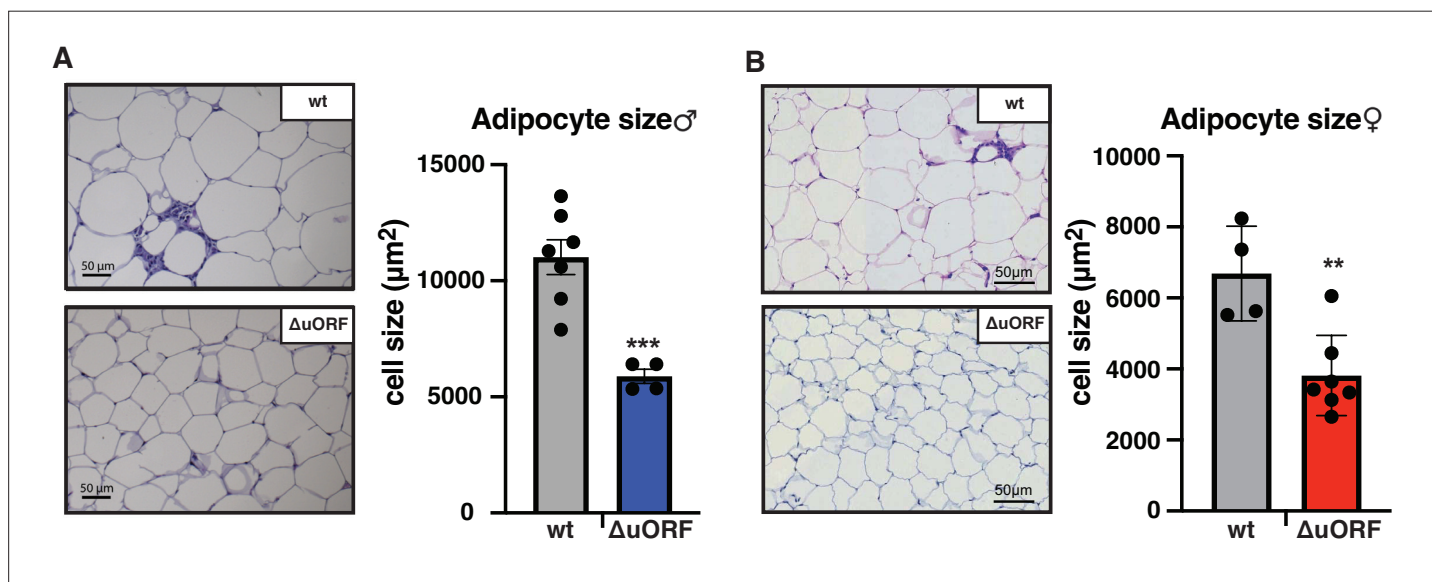 A
wt
50 µm
ΔuORF
50 µm
Adipocyte size♂
cell size (µm²)
15000
10000
5000
0
***
wt
ΔuORF
B
wt
50µm
ΔuORF
50µm
Adipocyte size♀
cell size (µm²)
10000
8000
6000
4000
2000
0
**
wt
ΔuORF